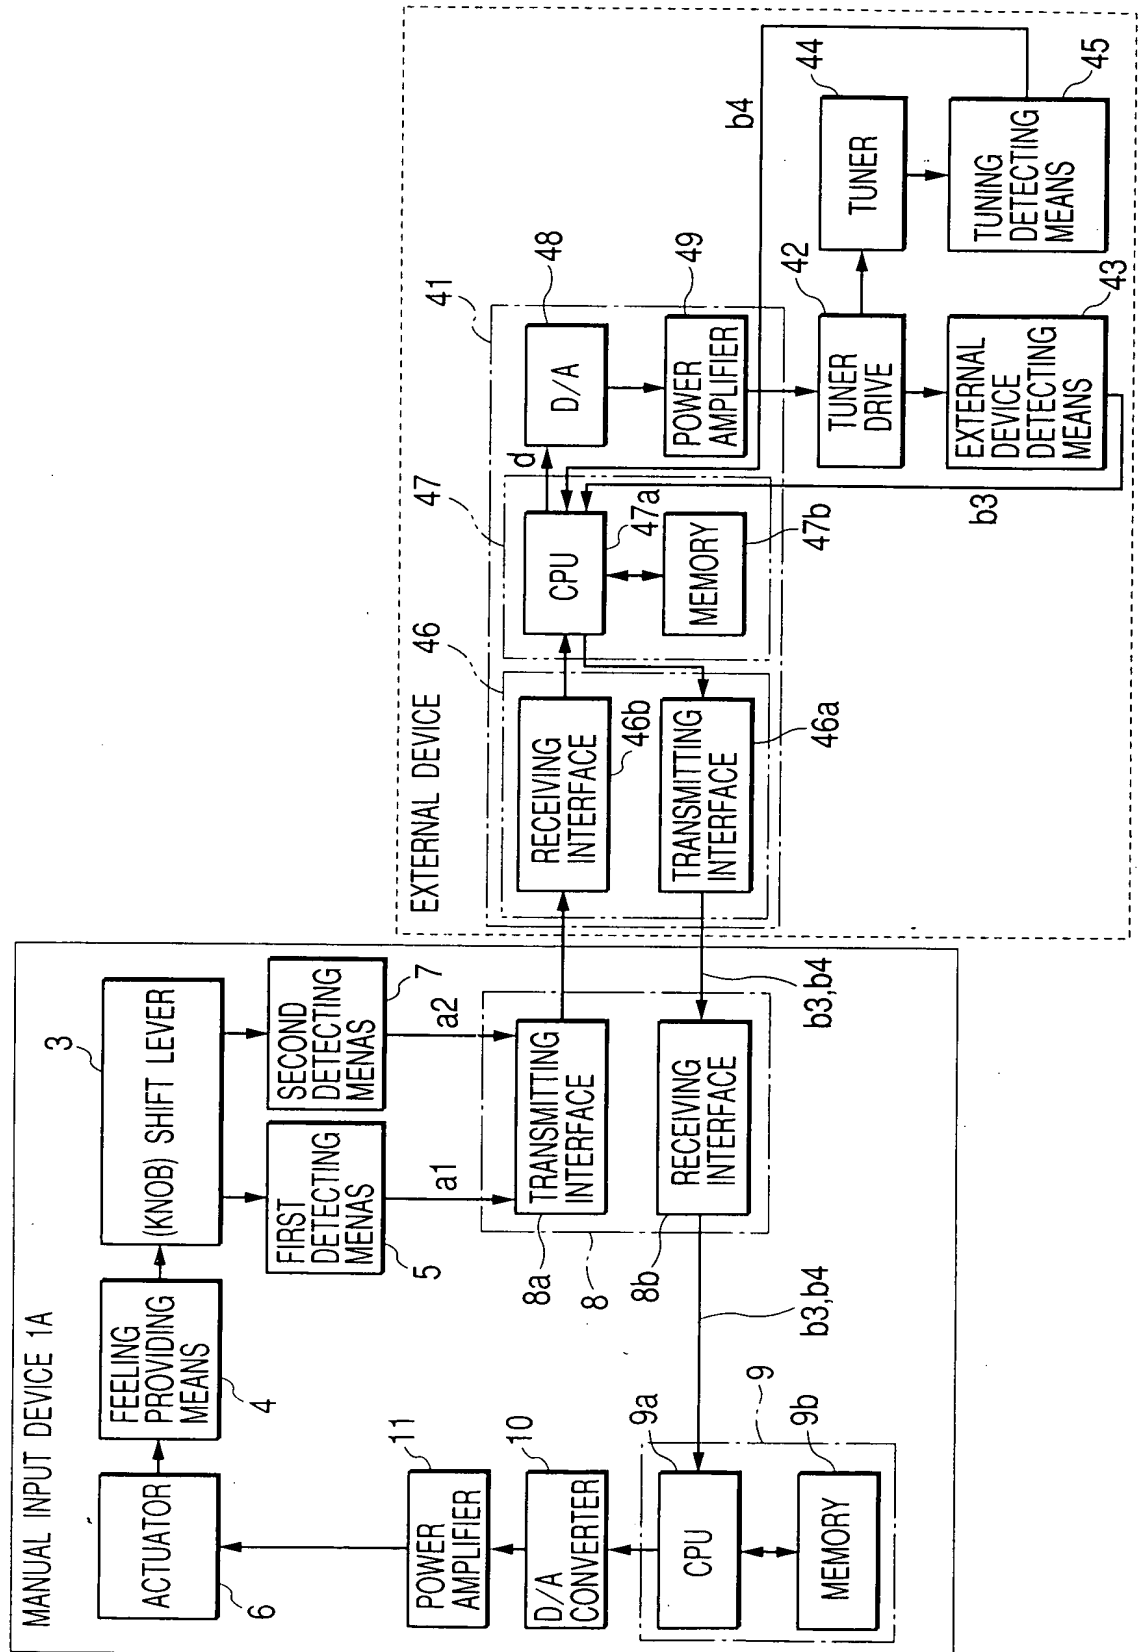 MANUAL INPUT DEVICE 1A
ACTUATOR
6
FEELING
PROVIDING
MEANS
4
3
(KNOB) SHIFT LEVER
FIRST
DETECTING
MENAS
5
SECOND
DETECTING
MENAS
7
a1
a2
TRANSMITTING
INTERFACE
8a
8
RECEIVING
INTERFACE
8b
b3,b4
b3,b4
11
POWER
AMPLIFIER
10
D/A
CONVERTER
9a
CPU
9
9b
MEMORY
EXTERNAL DEVICE
46
RECEIVING
INTERFACE
46b
TRANSMITTING
INTERFACE
46a
47
CPU
47a
MEMORY
47b
41
d
D/A
48
POWER
AMPLIFIER
49
b4
b3
TUNER
DRIVE
42
EXTERNAL
DEVICE
DETECTING
MEANS
43
TUNER
44
TUNING
DETECTING
MEANS
45